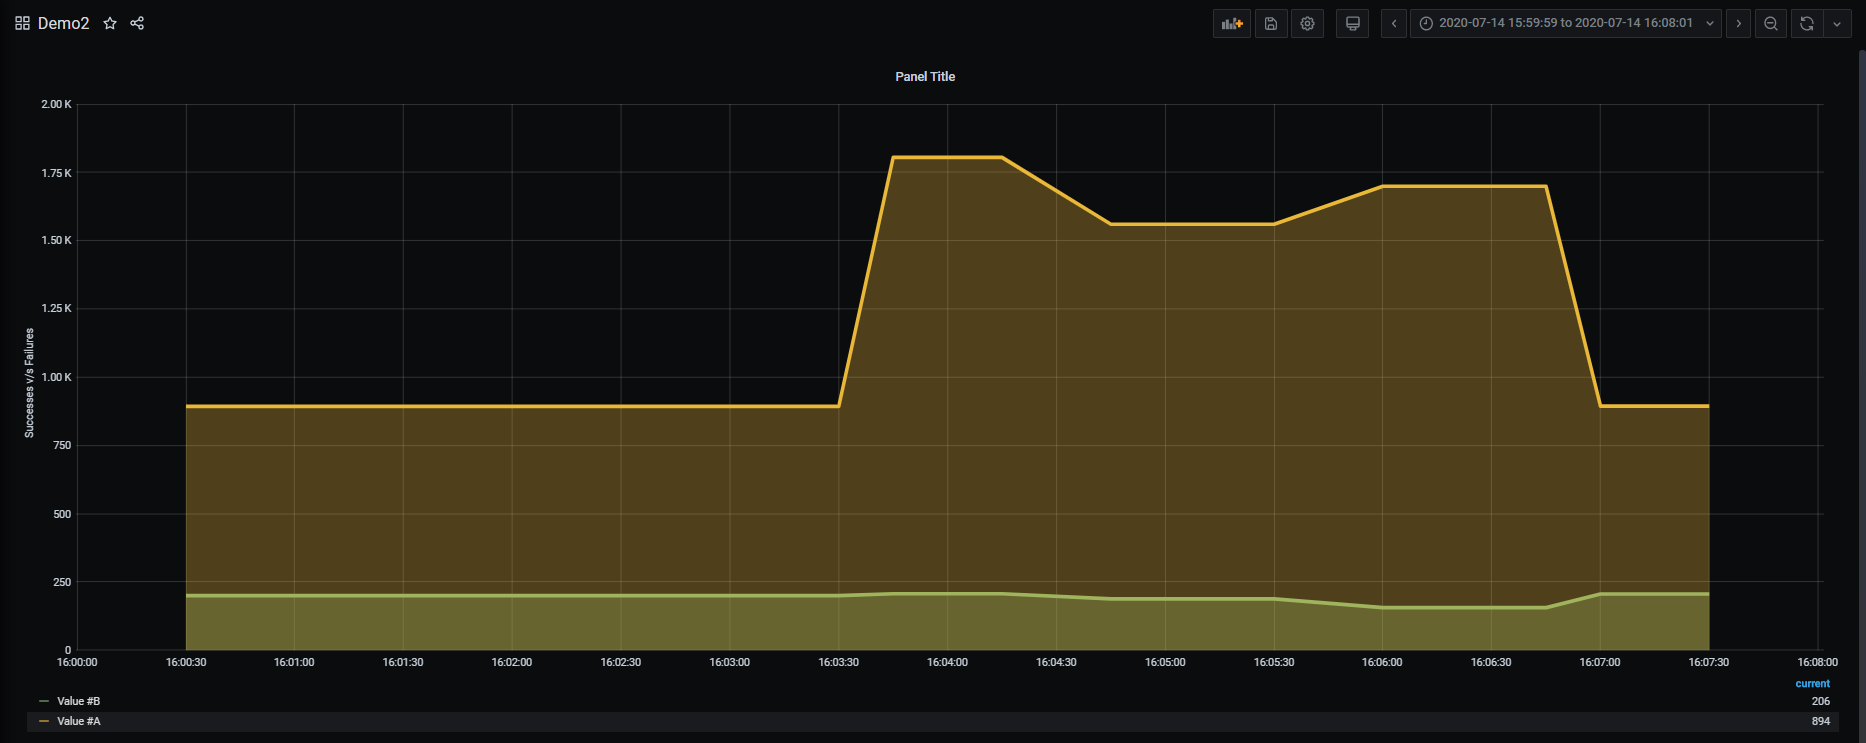 Demo2
2020-07-14 15:59:59 to 2020-07-14 16:08:01
Panel Title
2.00 K
1.75 K
1.50 K
1.25 K
1.00 K
750
500
250
0
Successes v/s Failures
16:00:00 16:00:30 16:01:00 16:01:30 16:02:00 16:02:30 16:03:00 16:03:30 16:04:00 16:04:30 16:05:00 16:05:30 16:06:00 16:06:30 16:07:00 16:07:30 16:08:00
current
Value #B 206
Value #A 894